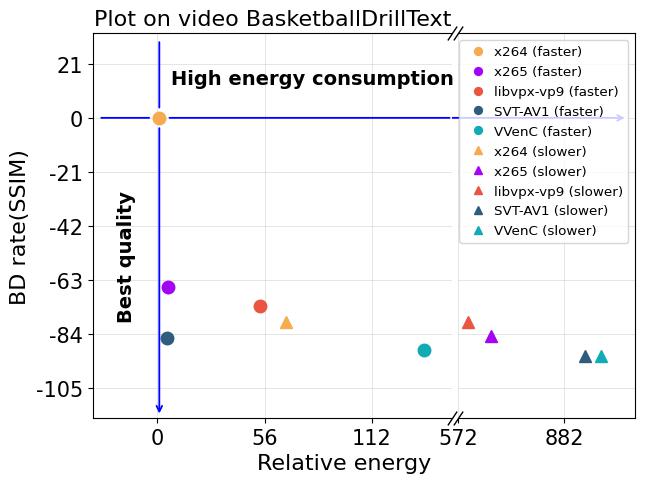 Plot on video BasketballDrillText
x264 (faster)
x265 (faster)
libvpx-vp9 (faster)
SVT-AV1 (faster)
VVenC (faster)
x264 (slower)
x265 (slower)
libvpx-vp9 (slower)
SVT-AV1 (slower)
VVenC (slower)
High energy consumption
Best quality
BD rate(SSIM)
21
0
-21
-42
-63
-84
-105
0 56 112 572 882
Relative energy